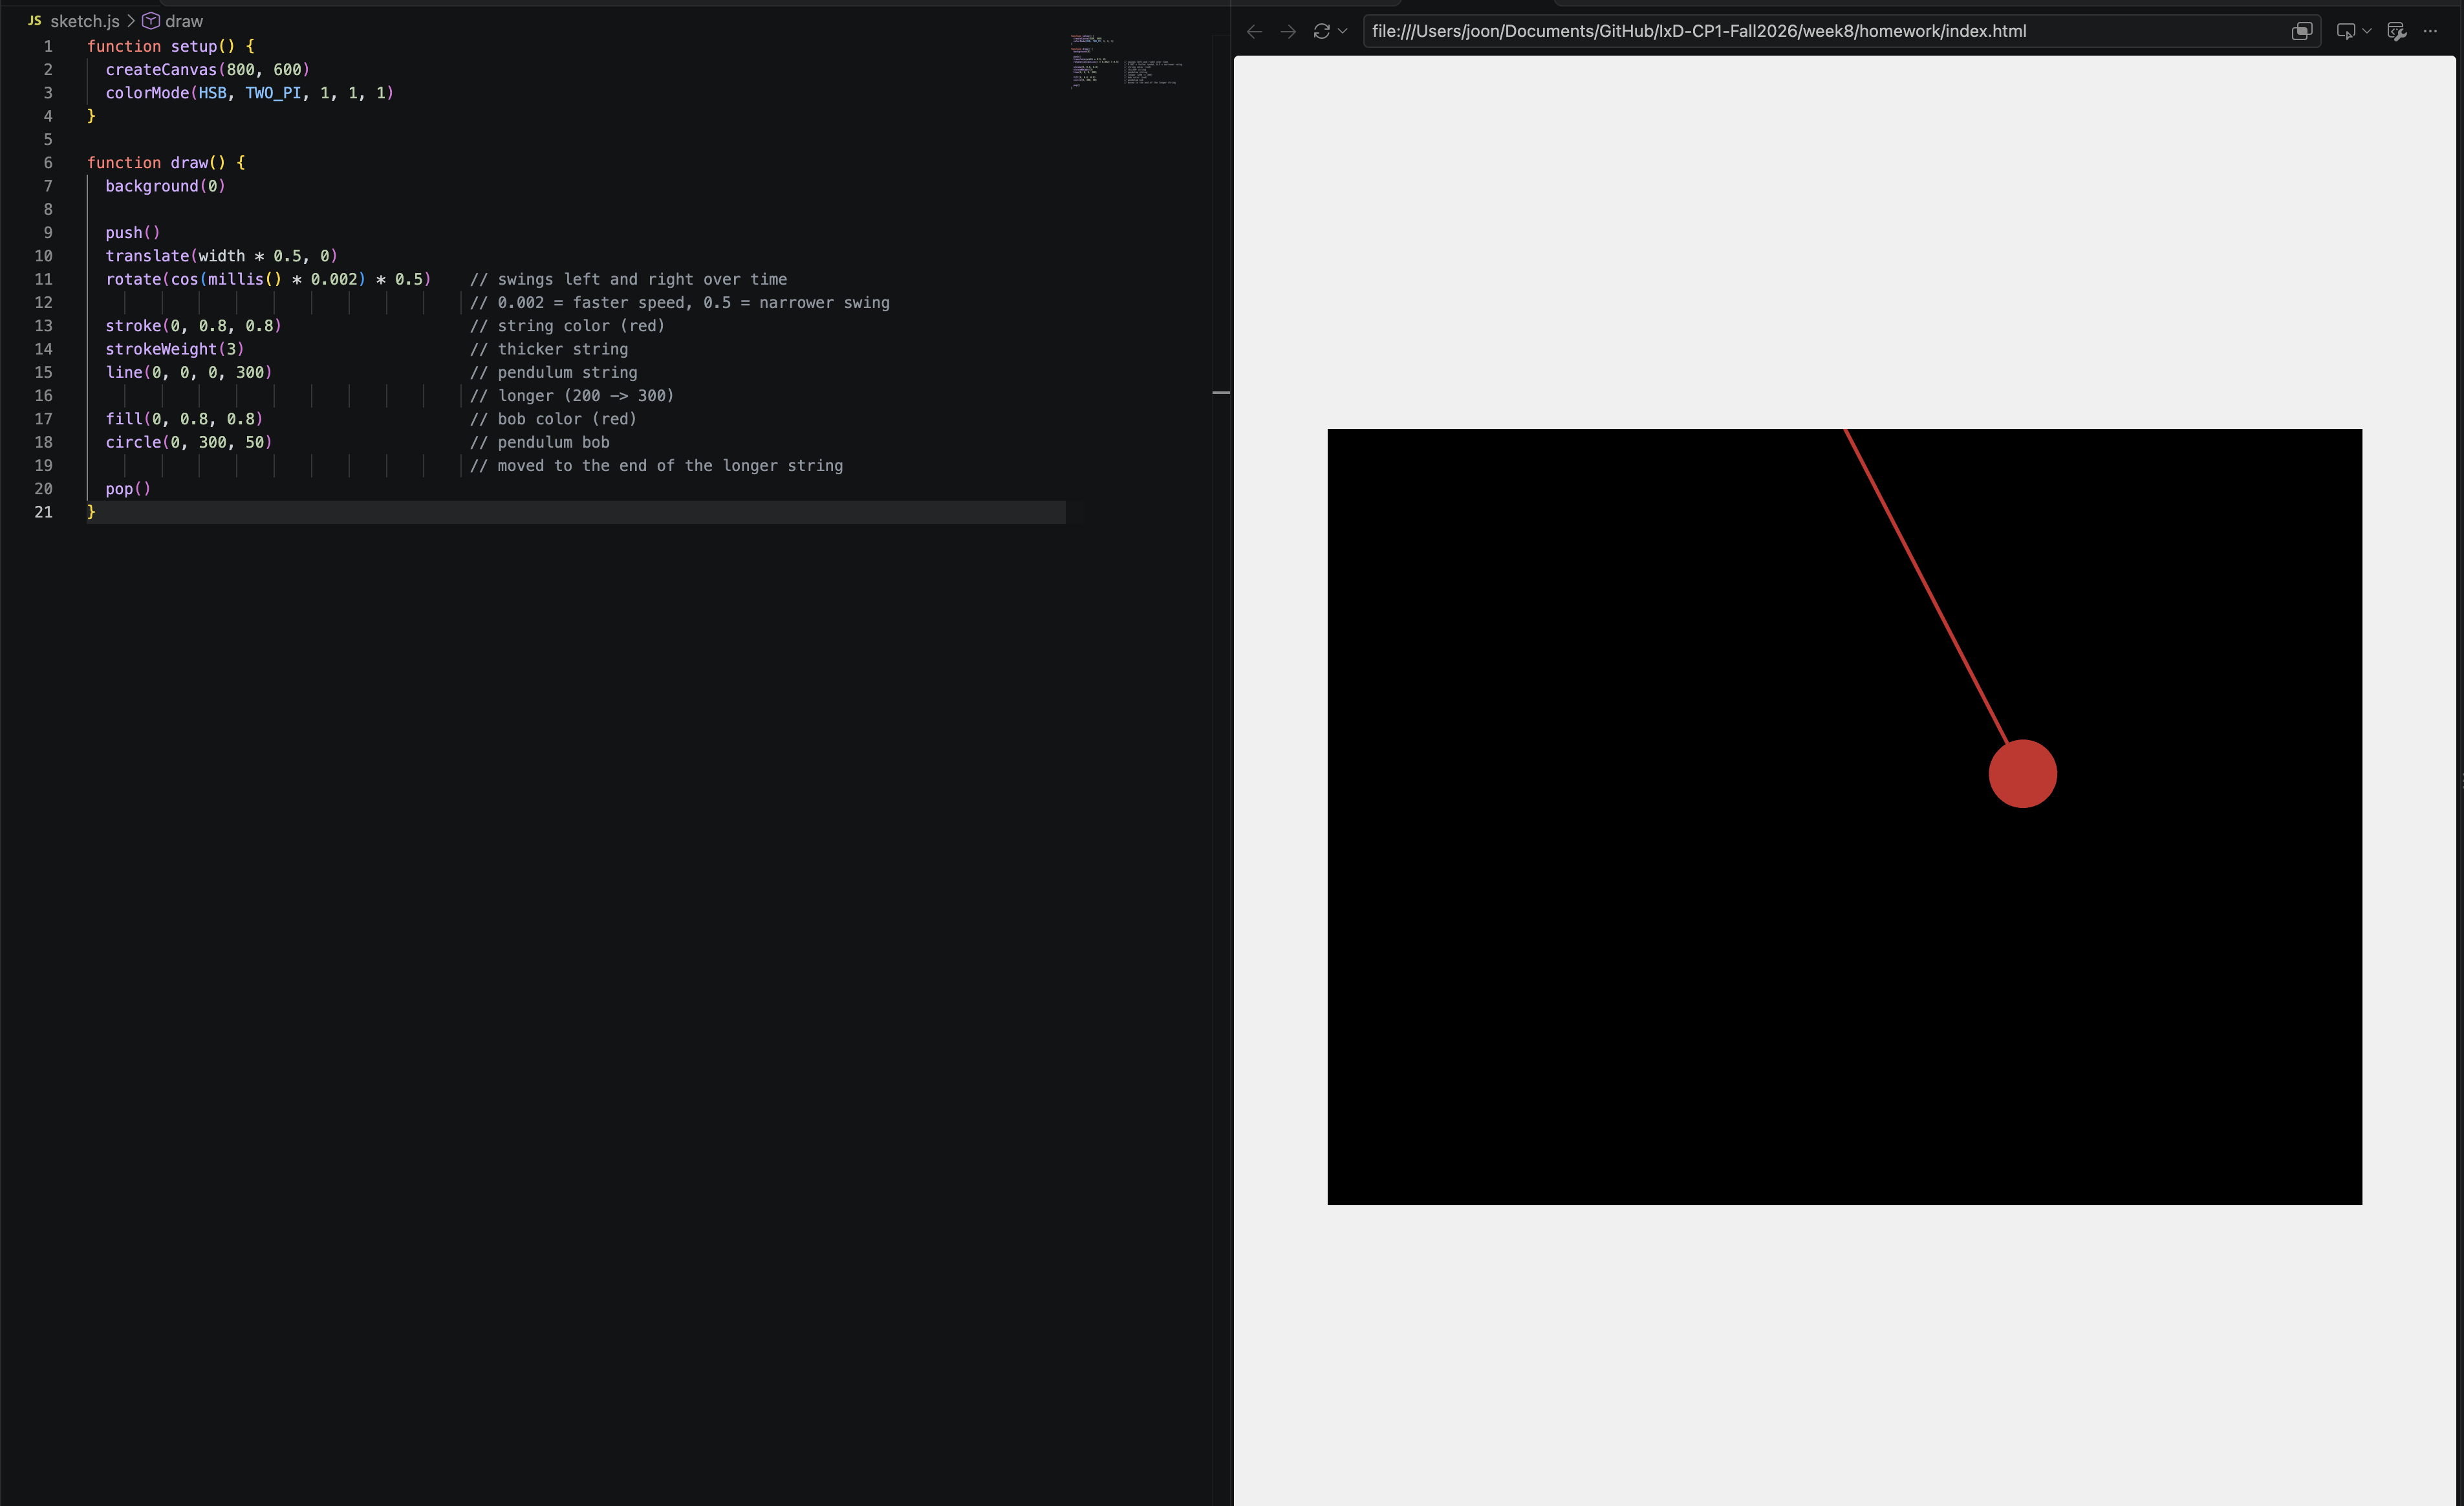 JS sketch.js > draw
1 function setup() {
2   createCanvas(800, 600)
3   colorMode(HSB, TWO_PI, 1, 1, 1)
4 }
5
6 function draw() {
7   background(0)
8
9   push()
10   translate(width * 0.5, 0)
11   rotate(cos(millis() * 0.002) * 0.5)    // swings left and right over time
12                                          // 0.002 = faster speed, 0.5 = narrower swing
13   stroke(0, 0.8, 0.8)                    // string color (red)
14   strokeWeight(3)                        // thicker string
15   line(0, 0, 0, 300)                     // pendulum string
16                                          // longer (200 -> 300)
17   fill(0, 0.8, 0.8)                      // bob color (red)
18   circle(0, 300, 50)                     // pendulum bob
19                                          // moved to the end of the longer string
20   pop()
21 }
file:///Users/joon/Documents/GitHub/IxD-CP1-Fall2026/week8/homework/index.html